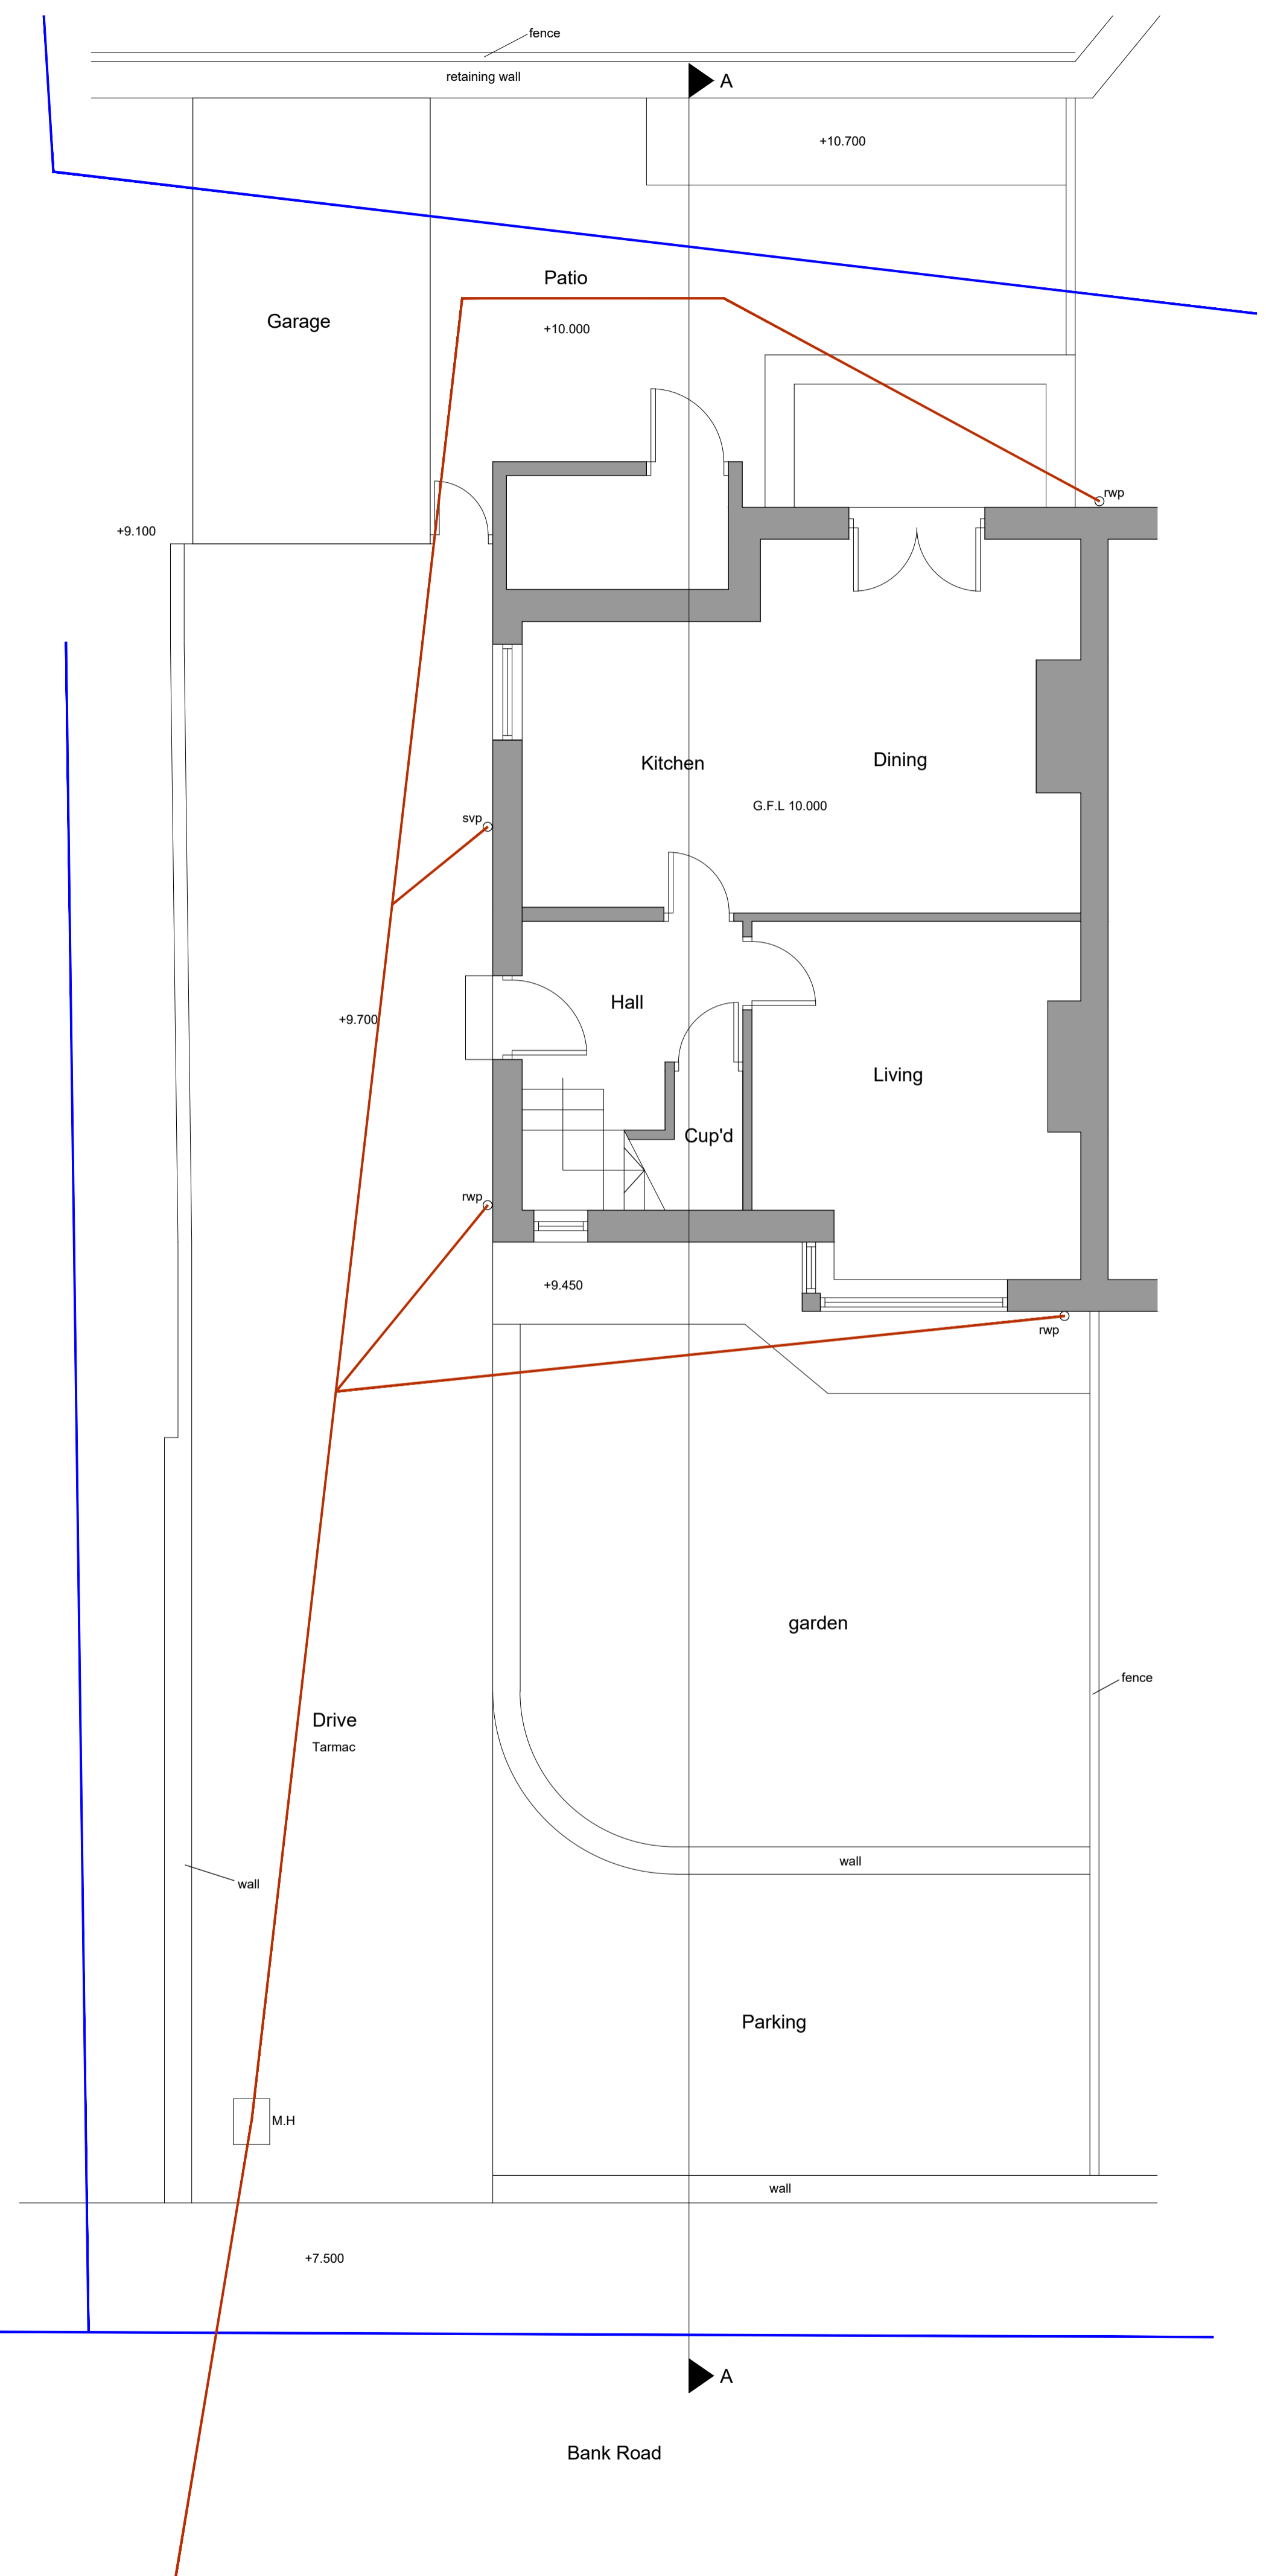 fence
retaining wall
A
+10.700
Patio
Garage
+10.000
rwp
+9.100
Kitchen
Dining
G.F.L 10.000
svp
Hall
+9.700
Living
Cup'd
rwp
+9.450
rwp
garden
fence
Drive
Tarmac
wall
wall
Parking
M.H
wall
+7.500
A
Bank Road